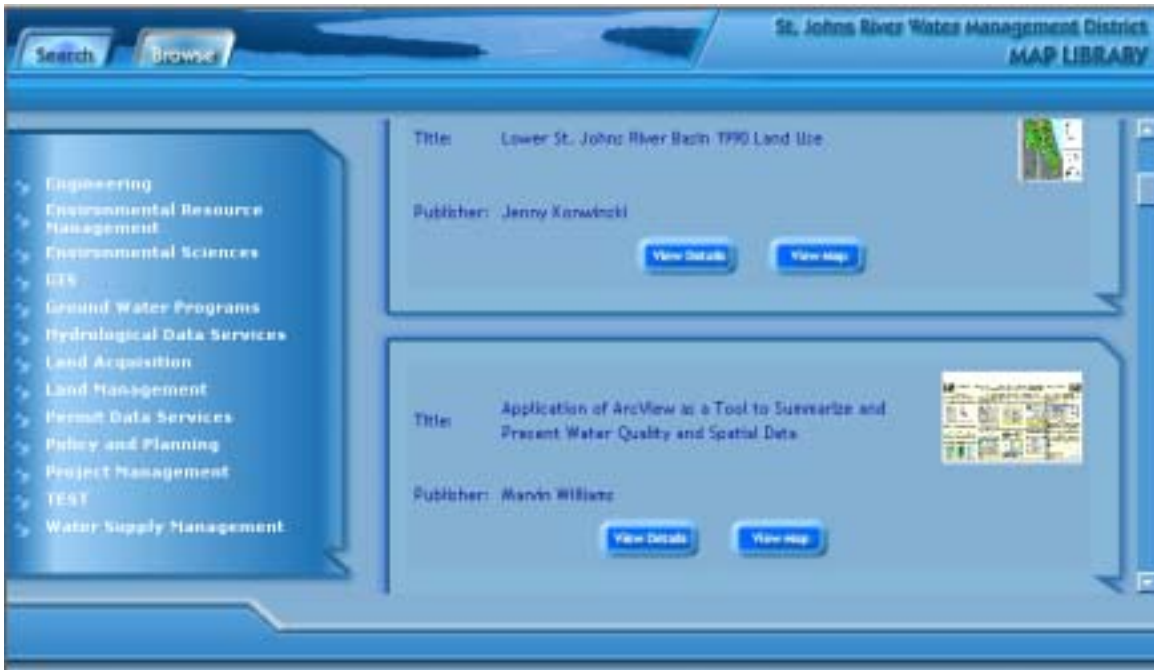 St. Johns River Water Management District
MAP LIBRARY
Search
Browse
Engineering
Environmental Resource
Management
Environmental Sciences
GIS
Ground Water Programs
Hydrological Data Services
Land Acquisition
Land Management
Permit Data Services
Policy and Planning
Project Management
TEST
Water Supply Management
Title: Lower St. Johns River Basin 1990 Land Use
Publisher: Jenny
View Details
View Map
Title: Application of ArcView as a Tool to Summarize and
Present Water Quality and Spatial Data
Publisher: Marvin Williams
View Details
View Map